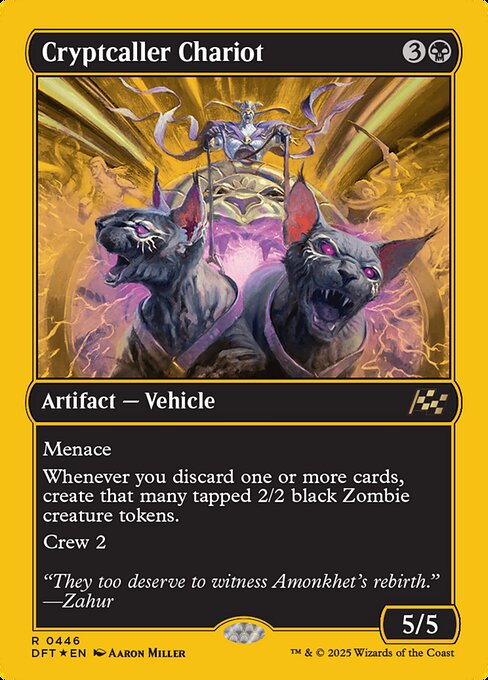 Cryptcaller Chariot 3
Artifact — Vehicle
Menace
Whenever you discard one or more cards,
create that many tapped 2/2 black Zombie
creature tokens.
Crew 2
“They too deserve to witness Amonkhet’s rebirth.”
—Zahur
5/5
R 0446
DFT★EN Aaron Miller
™ & © 2025 Wizards of the Coast